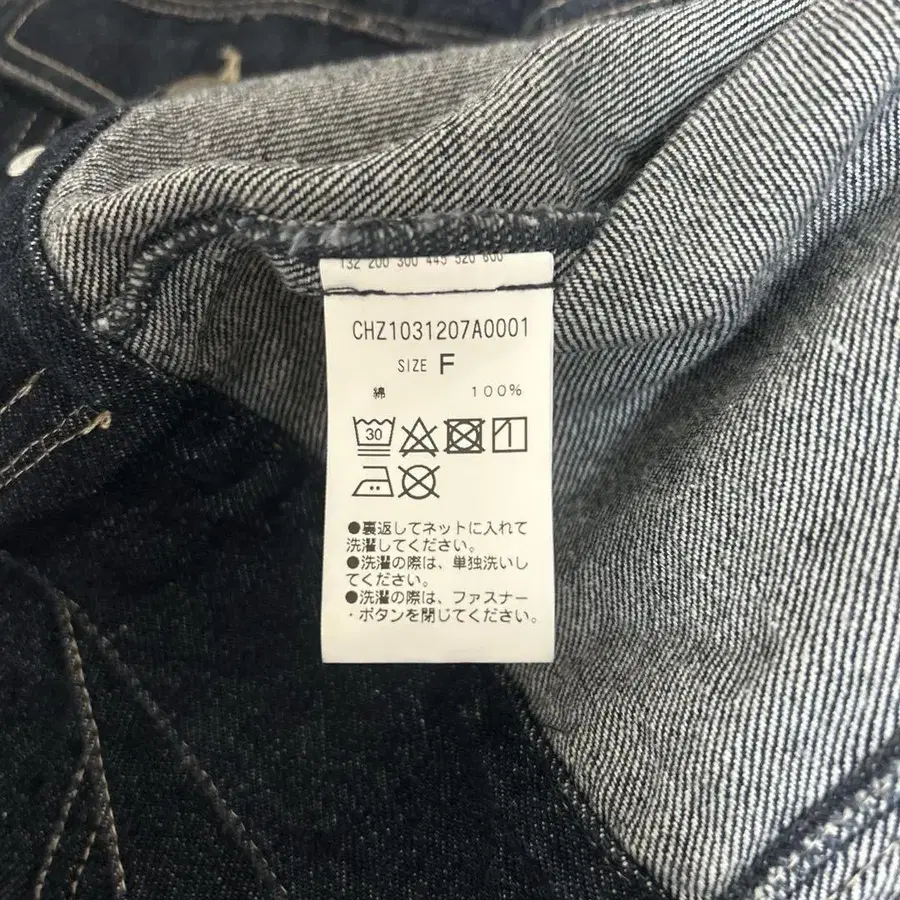 132 200 300 445 520 600
CHZ1031207A0001
SIZE F
綿 100%
30
●裏返してネットに入れて
洗濯してください。
●洗濯の際は、単独洗いし
てください。
●洗濯の際は、ファスナー
・ボタンを閉じてください。